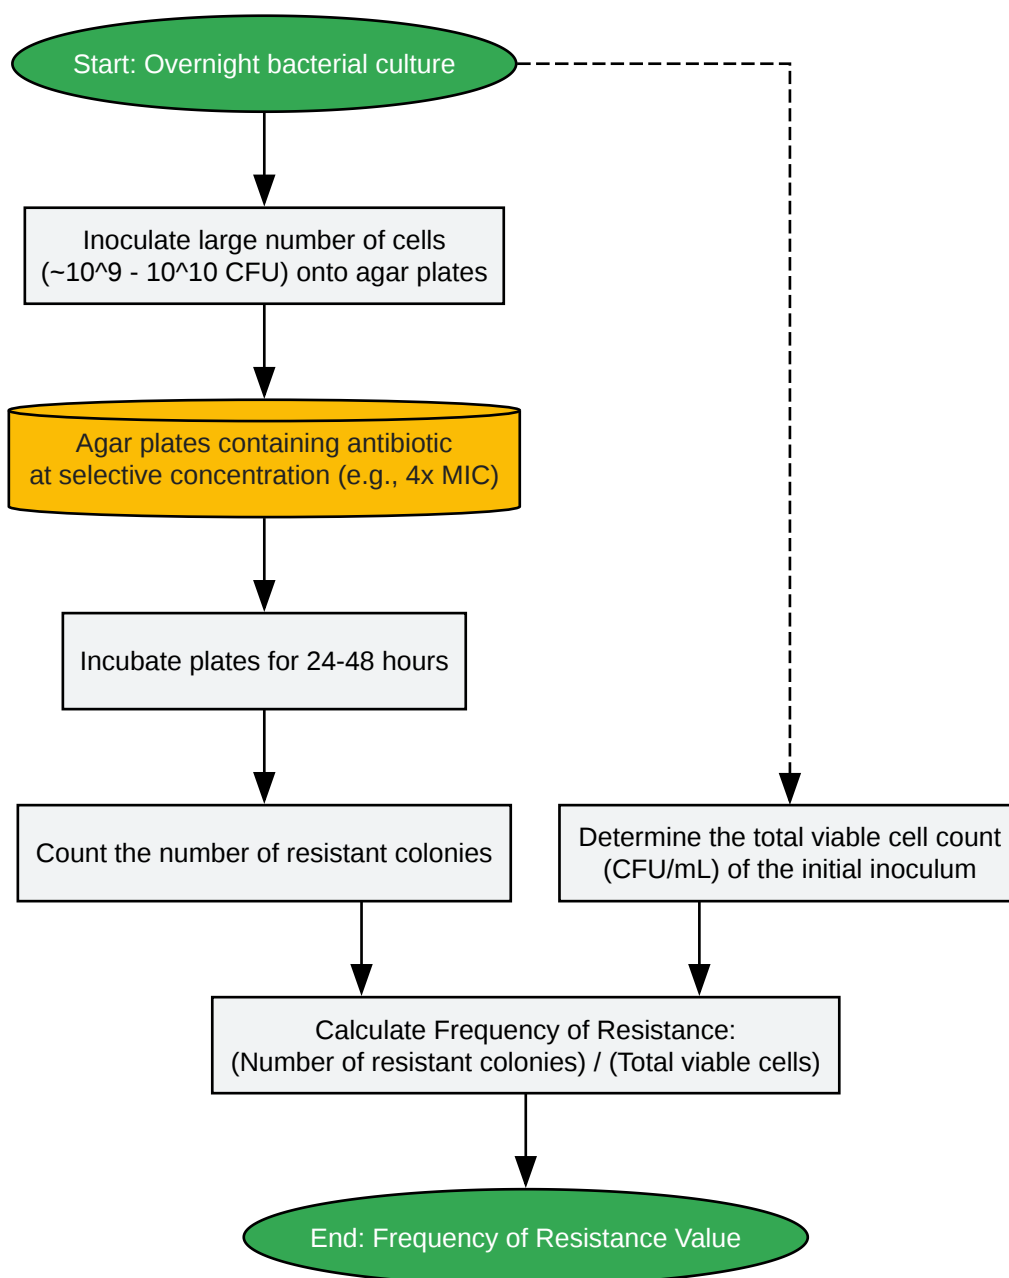 Start: Overnight bacterial culture
Inoculate large number of cells
(~10^9 - 10^10 CFU) onto agar plates
Agar plates containing antibiotic
at selective concentration (e.g., 4x MIC)
Incubate plates for 24-48 hours
Count the number of resistant colonies
Determine the total viable cell count
(CFU/mL) of the initial inoculum
Calculate Frequency of Resistance:
(Number of resistant colonies) / (Total viable cells)
End: Frequency of Resistance Value